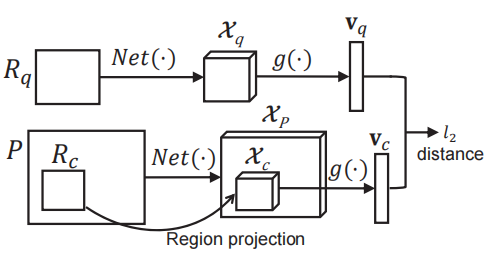 R_q Net(·) 𝒳_q g(·) v_q
P R_c Net(·) 𝒳_P 𝒳_c g(·) v_c
l_2
distance
Region projection